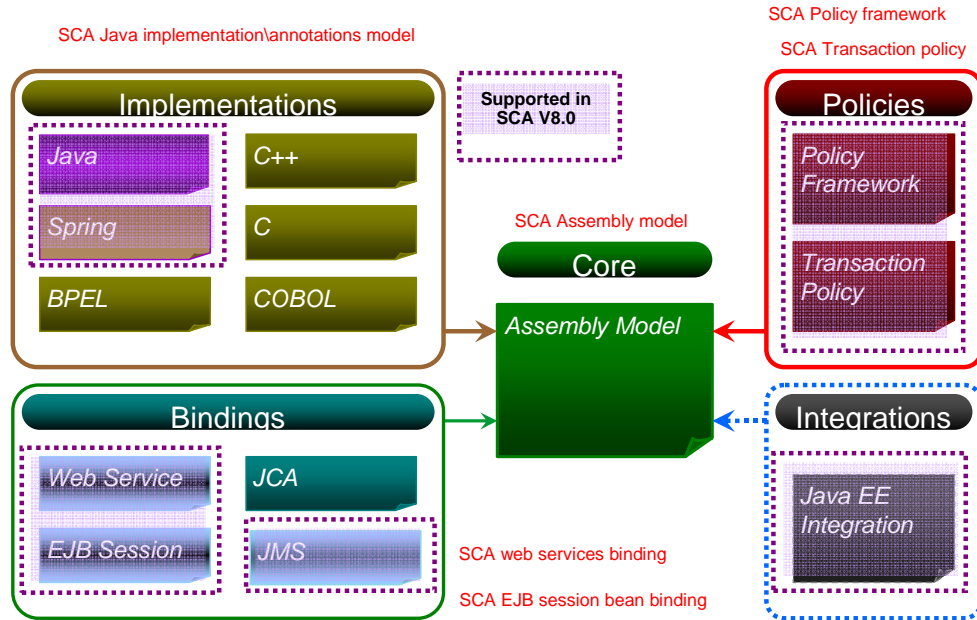 SCA Policy framework
SCA Java implementation\annotations model
SCA Transaction policy
Implementations
Supported in
SCA V8.0
Policies
Java
C++
Policy
Framework
Spring
C
SCA Assembly model
Core
Transaction
Policy
BPEL
COBOL
Assembly Model
Bindings
Integrations
Web Service
JCA
Java EE
Integration
EJB Session
JMS
SCA web services binding
SCA EJB session bean binding